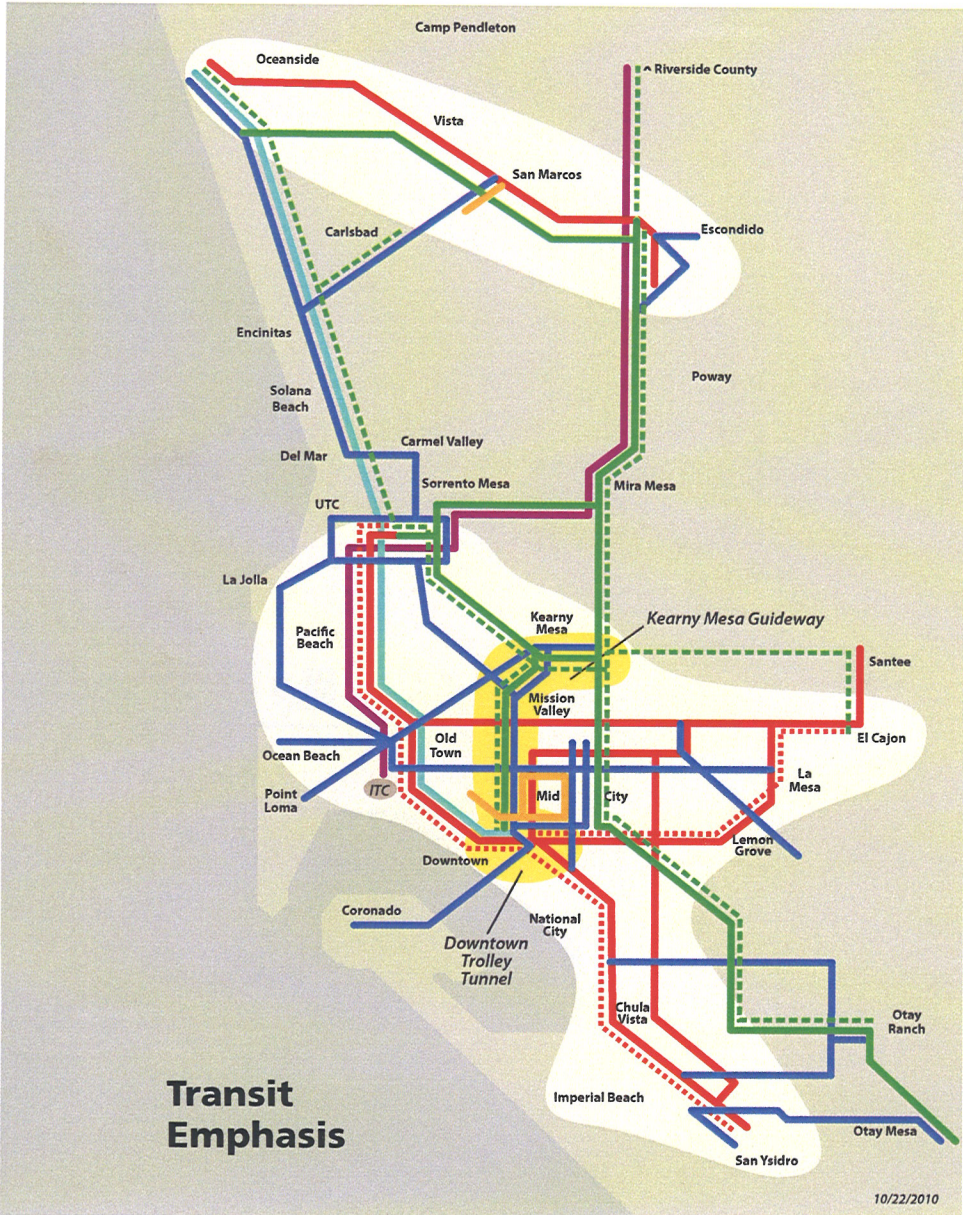 Camp Pendleton
Oceanside
^ Riverside County
Vista
San Marcos
Carlsbad
Escondido
Encinitas
Poway
Solana
Beach
Carmel Valley
Del Mar
Sorrento Mesa
Mira Mesa
UTC
La Jolla
Kearny
Mesa
Kearny Mesa Guideway
Pacific
Beach
Santee
Mission
Valley
Old
Town
El Cajon
Ocean Beach
ITC
La
Mesa
Point
Loma
Mid
City
Lemon
Grove
Downtown
Coronado
National
City
Downtown
Trolley
Tunnel
Chula
Vista
Otay
Ranch
Transit
Emphasis
Imperial Beach
Otay Mesa
San Ysidro
10/22/2010